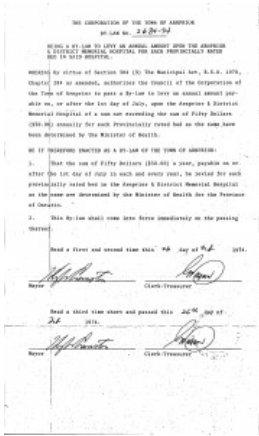 THE CORPORATION OF THE TOWN OF ARNPRIOR
BY-LAW No. 2684-74
BEING A BY-LAW TO LEVY AN ANNUAL AMOUNT UPON THE ARNPRIOR
& DISTRICT MEMORIAL HOSPITAL FOR EACH PROVINCIALLY RATED
BED IN SAID HOSPITAL.
WHEREAS by virtue of Section 304 (3) The Municipal Act, R.S.O. 1970,
Chapter 284 as amended, authorizes the Council of the Corporation of
the Town of Arnprior to pass a By-Law to levy an annual amount pay-
able on, or after the 1st day of July, upon the Arnprior & District
Memorial Hospital of a sum not exceeding the sum of Fifty Dollars
($50.00) annually for each Provincially rated bed as the same have
been determined by the Minister of Health.
BE IT THEREFORE ENACTED AS A BY-LAW OF THE TOWN OF ARNPRIOR:
1. That the sum of Fifty Dollars ($50.00) a year, payable on or
after the 1st day of July in each and every year, be levied for each
provincially rated bed in the Arnprior & District Memorial Hospital
as the same are determined by the Minister of Health for the Province
of Ontario.
2. This By-law shall come into force immediately on the passing
thereof.
Read a first and second time this day of Feb 1974.
Mayor Clerk-Treasurer
Read a third time short and passed this 25th day of
Feb 1974.
Mayor Clerk-Treasurer